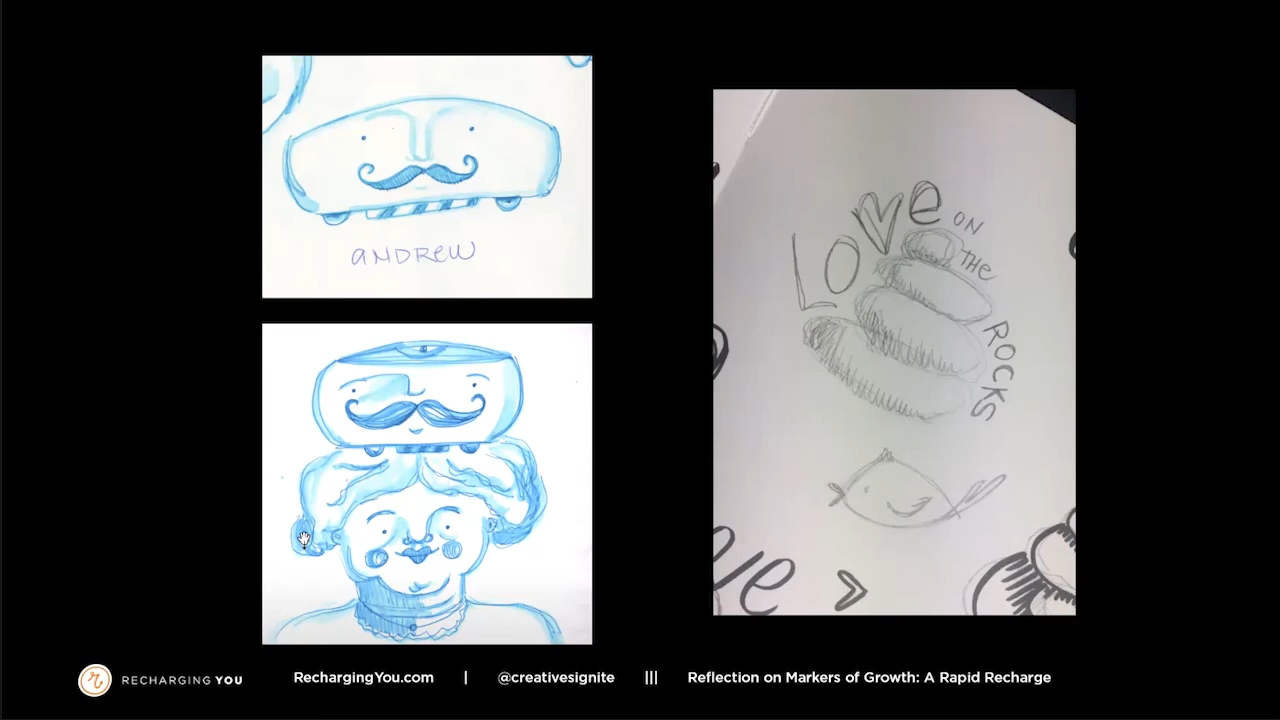 aNDReW
LOVe ON
THE
ROCKS
RECHARGING YOU
RechargingYou.com | @creativesignite ||| Reflection on Markers of Growth: A Rapid Recharge